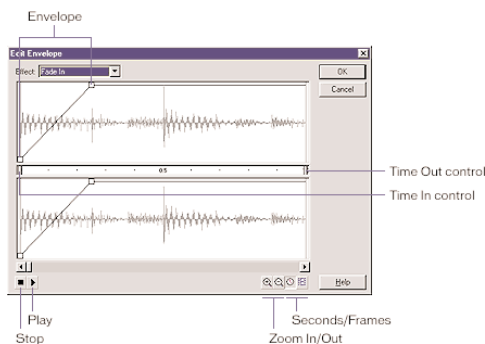 Envelope
Edit Envelope
Effect: Fade In
OK
Cancel
0.5
Time Out control
Time In control
Help
Play
Stop
Seconds/Frames
Zoom In/Out